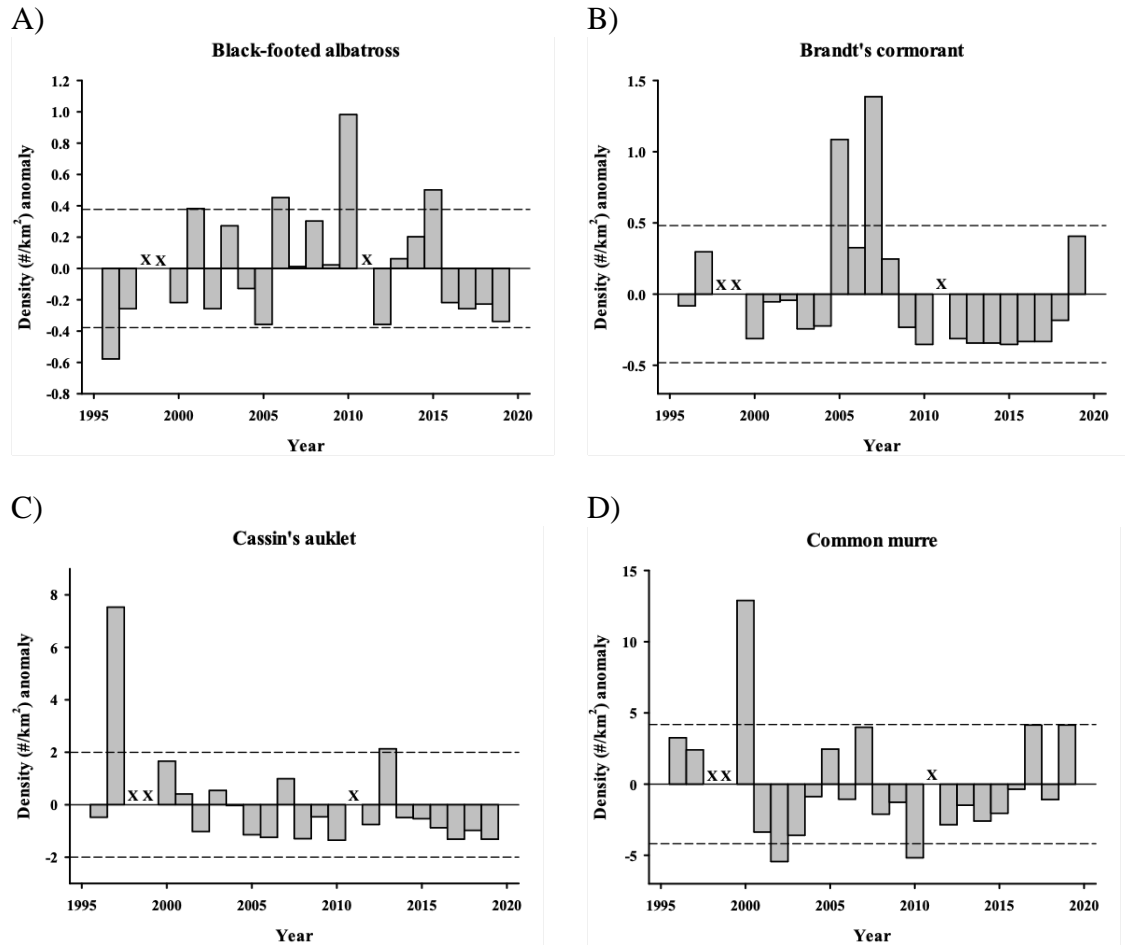 A)
Black-footed albatross
Density (#/km²) anomaly
1.2
1.0
0.8
0.6
0.4
0.2
0.0
-0.2
-0.4
-0.6
-0.8
X X X
1995 2000 2005 2010 2015 2020
Year
B)
Brandt's cormorant
Density (#/km²) anomaly
1.5
1.0
0.5
0.0
-0.5
X X X
1995 2000 2005 2010 2015 2020
Year
C)
Cassin's auklet
Density (#/km²) anomaly
8
6
4
2
0
-2
X X X
1995 2000 2005 2010 2015 2020
Year
D)
Common murre
Density (#/km²) anomaly
15
10
5
0
-5
X X X
1995 2000 2005 2010 2015 2020
Year